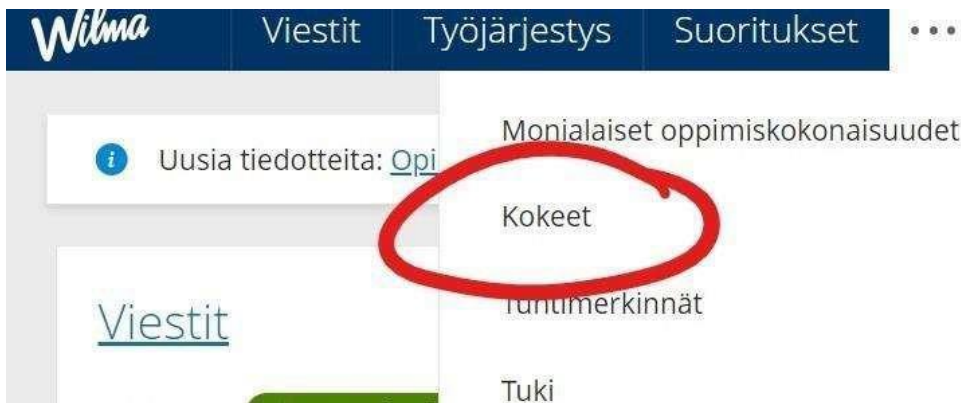 Wilma Viestit Työjärjestys Suoritukset ...
Monialaiset oppimiskokonaisuudet
Uusia tiedotteita: Opi
Kokeet
Tuntimerkinnät
Viestit
Tuki